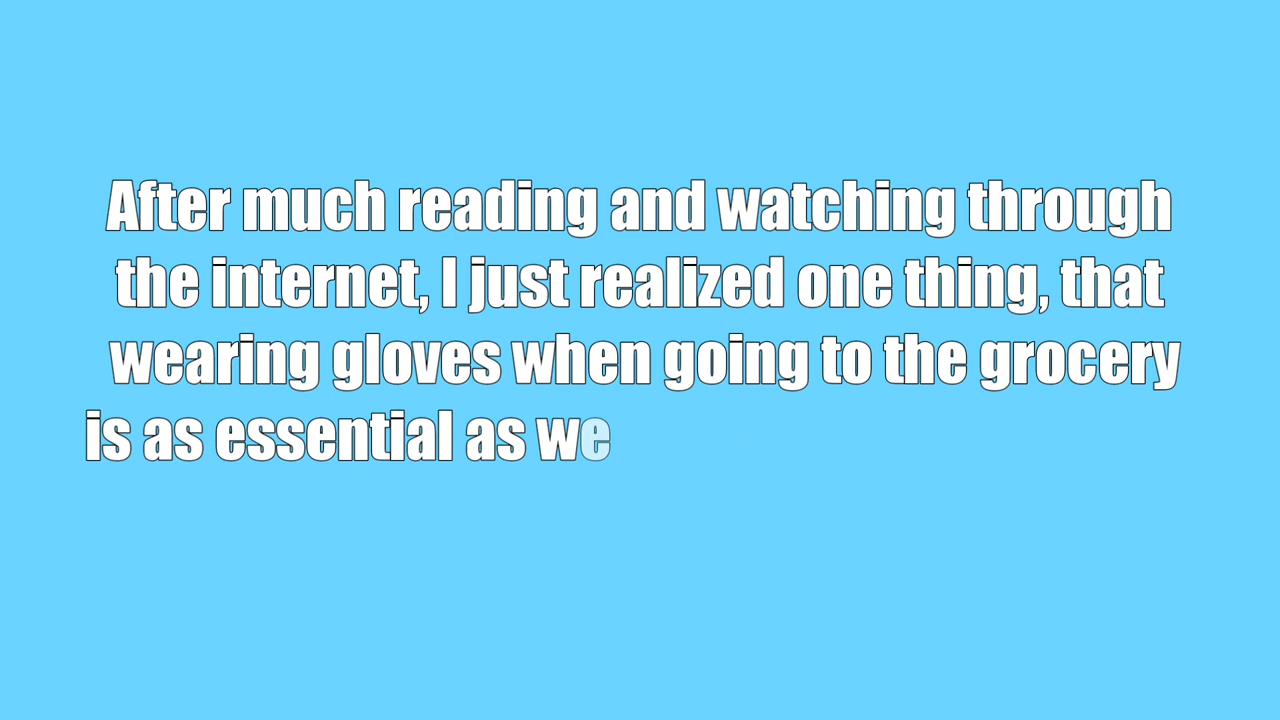 After much reading and watching through
the internet, I just realized one thing, that
wearing gloves when going to the grocery
is as essential as we